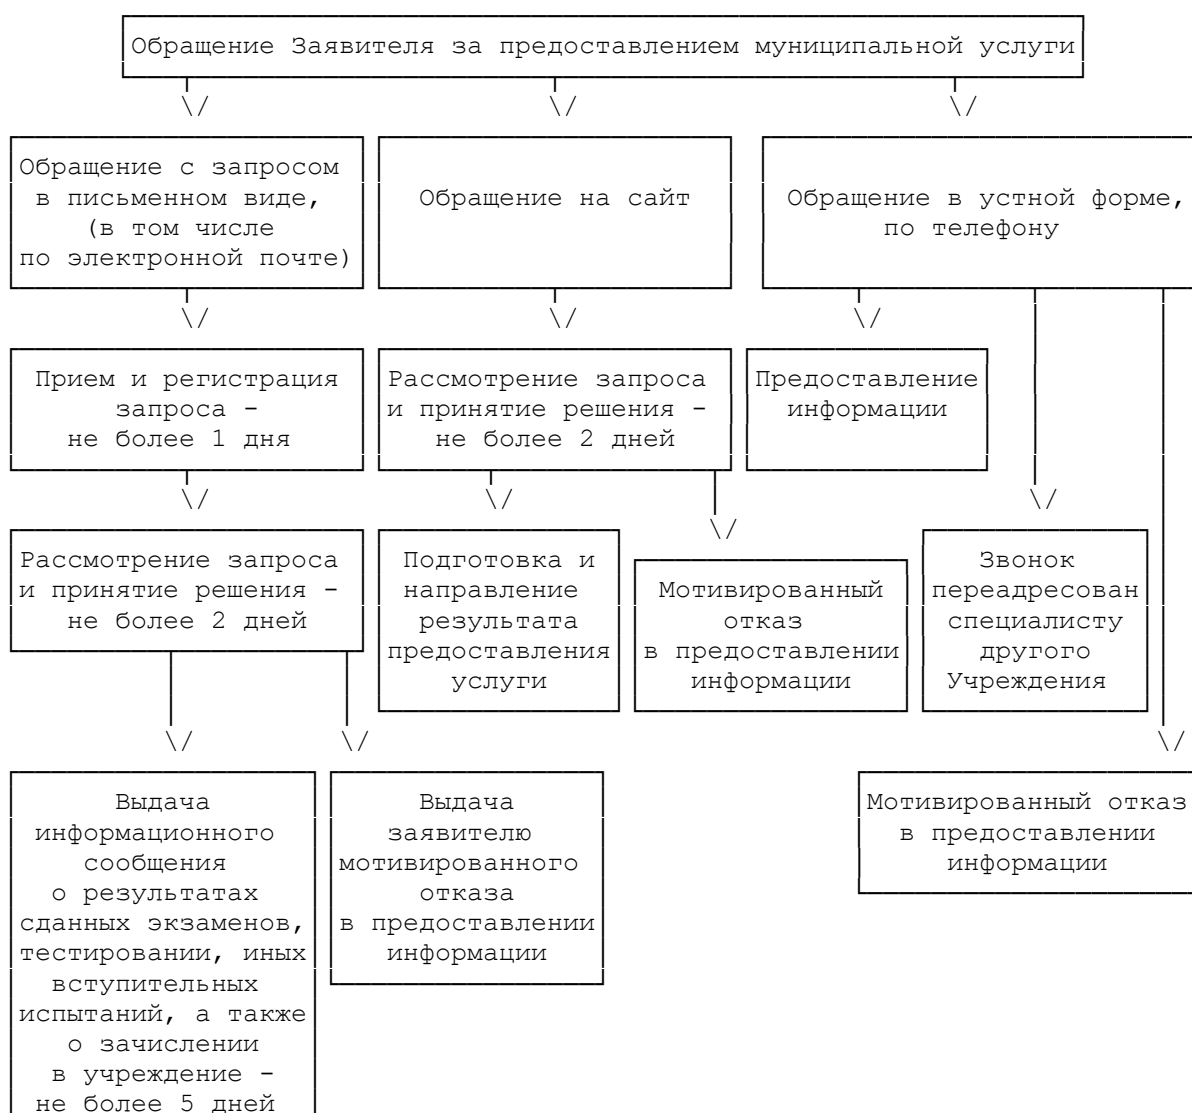 Обращение Заявителя за предоставлением муниципальной услуги
\/ \/ \/
Обращение с запросом
в письменном виде,
(в том числе
по электронной почте)
Обращение на сайт
Обращение в устной форме,
по телефону
\/ \/ \/
Прием и регистрация
запроса -
не более 1 дня
Рассмотрение запроса
и принятие решения -
не более 2 дней
Предоставление
информации
\/ \/ \/ \/
Рассмотрение запроса
и принятие решения -
не более 2 дней
Подготовка и
направление
результата
предоставления
услуги
Мотивированный
отказ
в предоставлении
информации
Звонок
переадресован
специалисту
другого
Учреждения
\/ \/ \/
Выдача
информационного
сообщения
о результатах
сданных экзаменов,
тестировании, иных
вступительных
испытаний, а также
о зачислении
в учреждение -
не более 5 дней
Выдача
заявителю
мотивированного
отказа
в предоставлении
информации
Мотивированный отказ
в предоставлении
информации